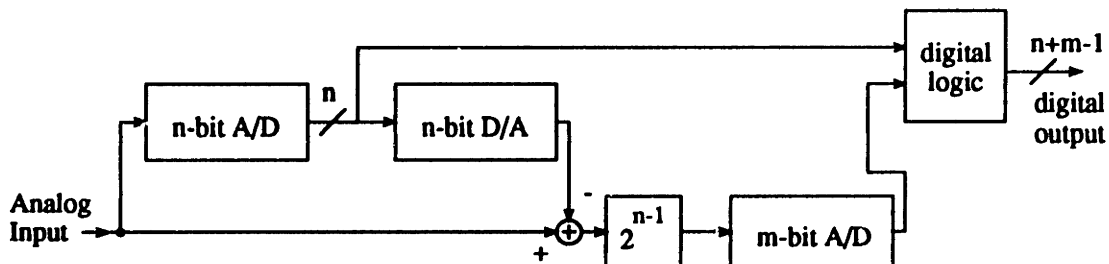 n+m-1
digital
logic
digital
output
n
n-bit A/D
n-bit D/A
Analog
Input
-
+
+
n-1
2
m-bit A/D